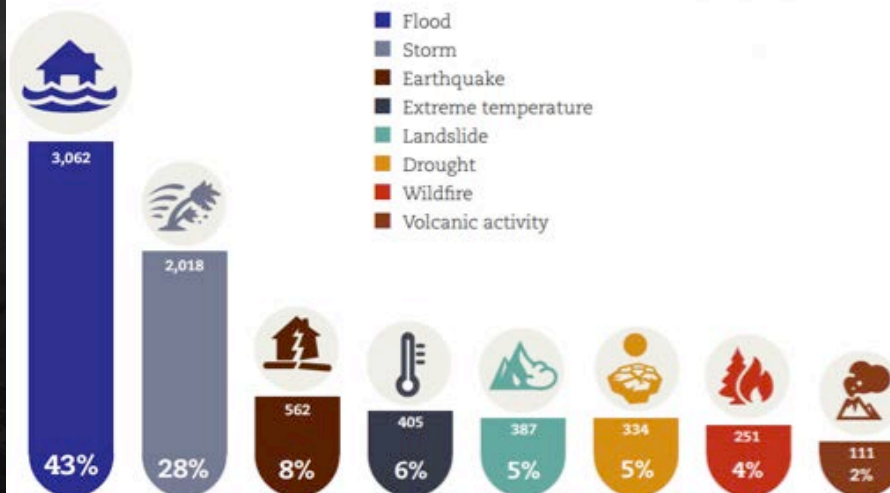 Flood
Storm
Earthquake
Extreme temperature
Landslide
Drought
Wildfire
Volcanic activity
3,062
43%
2,018
28%
562
8%
405
6%
387
5%
334
5%
251
4%
111
2%